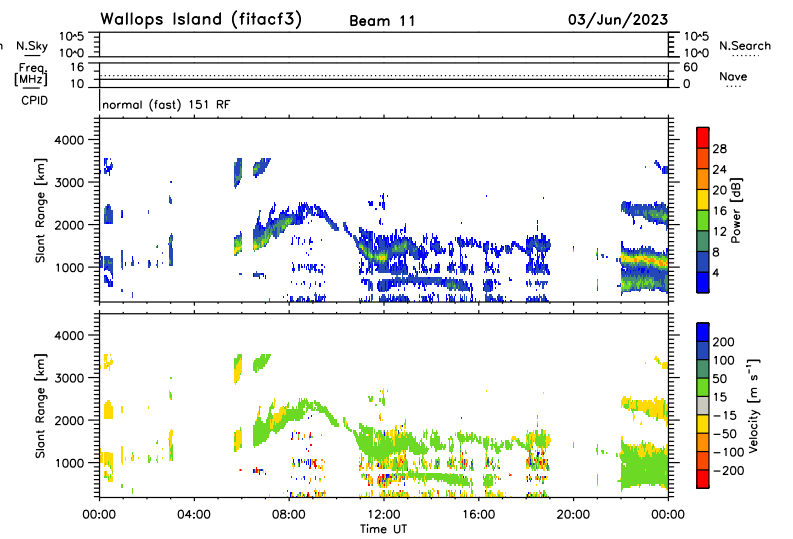 Wallops Island (fitacf3) Beam 11 03/Jun/2023
n N.Sky 10^5 10^0 10^5 10^0 N.Search
Freq. [MHz] 16 10 60 0 Nave
CPID normal (fast) 151 RF
Slant Range [km]
4000
3000
2000
1000
28
24
20
16
12
8
4
Power [dB]
Slant Range [km]
4000
3000
2000
1000
200
100
50
15
−15
−50
−100
−200
Velocity [m s⁻¹]
00:00 04:00 08:00 12:00 16:00 20:00 00:00
Time UT